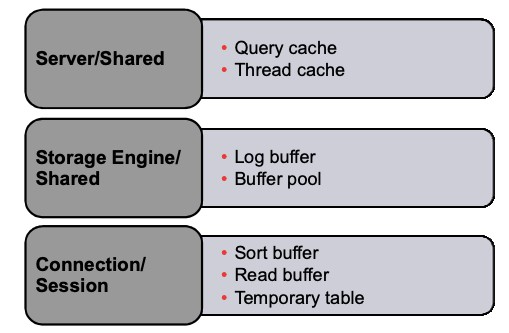 Server/Shared
• Query cache
• Thread cache
Storage Engine/
Shared
• Log buffer
• Buffer pool
Connection/
Session
• Sort buffer
• Read buffer
• Temporary table